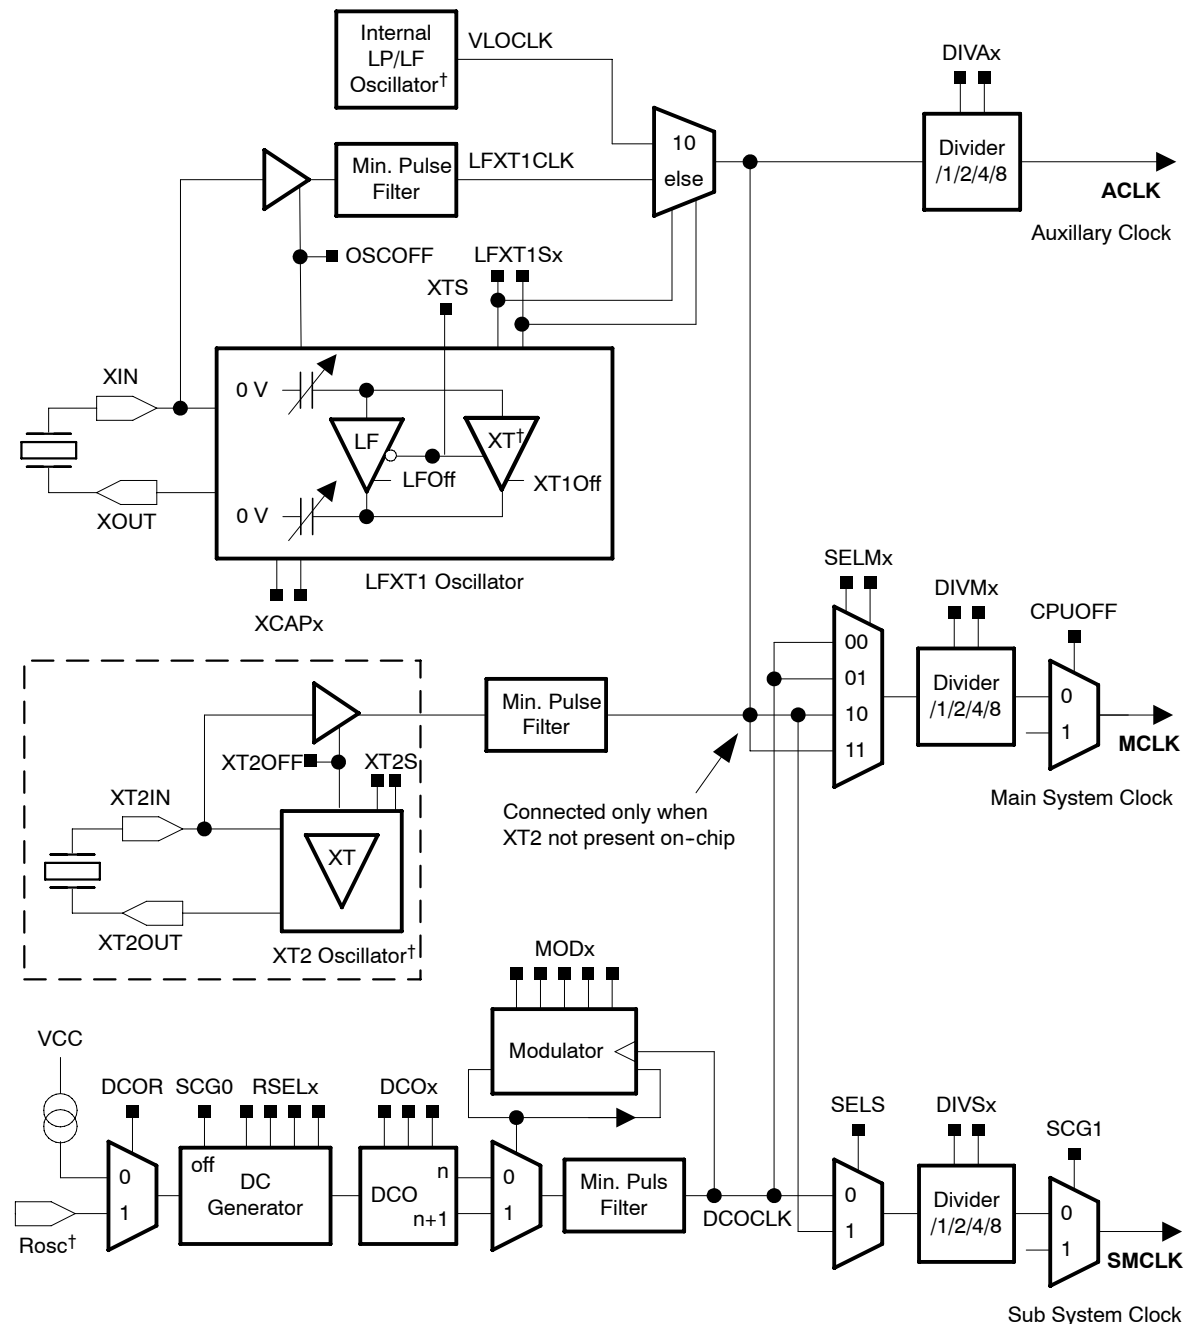 Internal
LP/LF
Oscillator†
VLOCLK
DIVAx
10
else
Divider
/1/2/4/8
ACLK
Auxillary Clock
Min. Pulse
Filter
LFXT1CLK
OSCOFF
LFXT1Sx
XTS
XIN
XOUT
0 V
LF
XT†
LFOff
XT1Off
0 V
LFXT1 Oscillator
XCAPx
SELMx
DIVMx
CPUOFF
00
01
10
11
Divider
/1/2/4/8
0
1
MCLK
Main System Clock
Min. Pulse
Filter
XT2OFF
XT2S
XT2IN
XT
XT2OUT
XT2 Oscillator†
Connected only when
XT2 not present on-chip
MODx
Modulator
VCC
DCOR
SCG0
RSELx
DCOx
0
1
Rosc†
off
DC
Generator
n
DCO
n+1
0
1
Min. Puls
Filter
DCOCLK
SELS
DIVSx
SCG1
0
1
Divider
/1/2/4/8
0
1
SMCLK
Sub System Clock